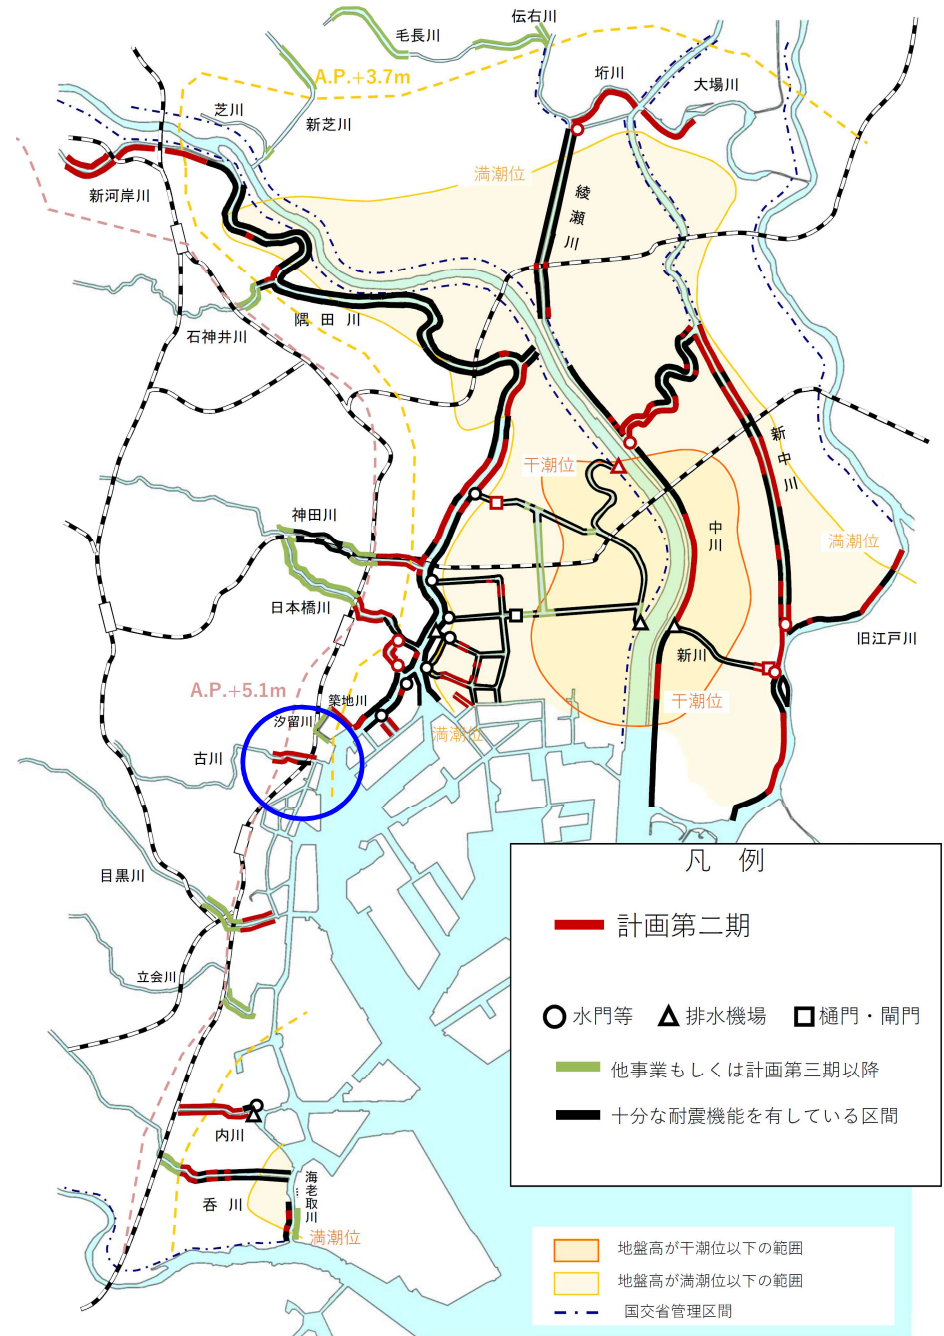 伝右川
毛長川
A.P.+3.7m
垳川
大場川
芝川
新芝川
満潮位
新河岸川
綾瀬川
石神井川
隅田川
新中川
干潮位
神田川
中川
満潮位
日本橋川
旧江戸川
新川
A.P.+5.1m
築地川
干潮位
汐留川
満潮位
古川
凡 例
目黒川
計画第二期
立会川
水門等
排水機場
樋門・閘門
他事業もしくは計画第三期以降
十分な耐震機能を有している区間
内川
海老取川
呑川
満潮位
地盤高が干潮位以下の範囲
地盤高が満潮位以下の範囲
国交省管理区間